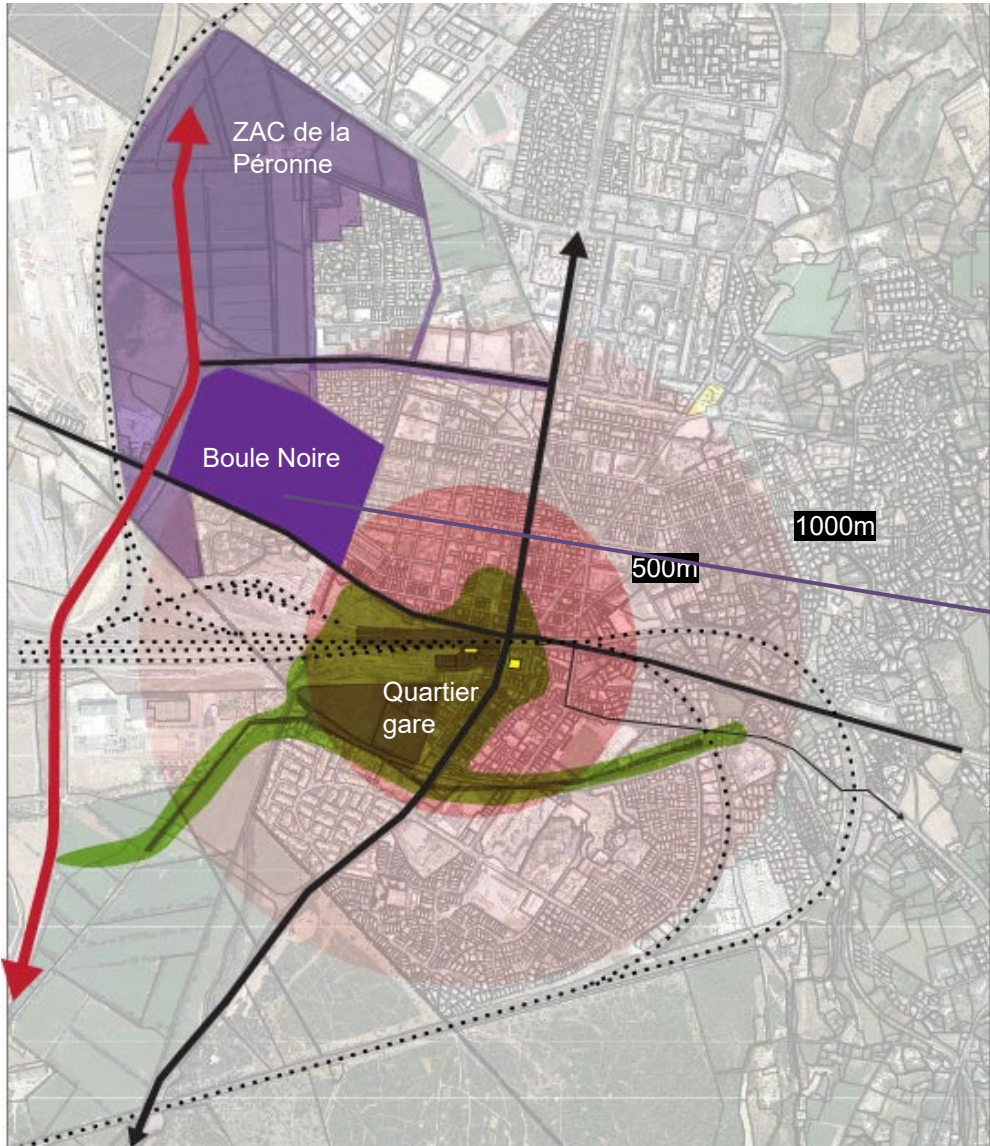 ZAC de la
Péronne
Boule Noire
1000m
500m
Quartier
gare